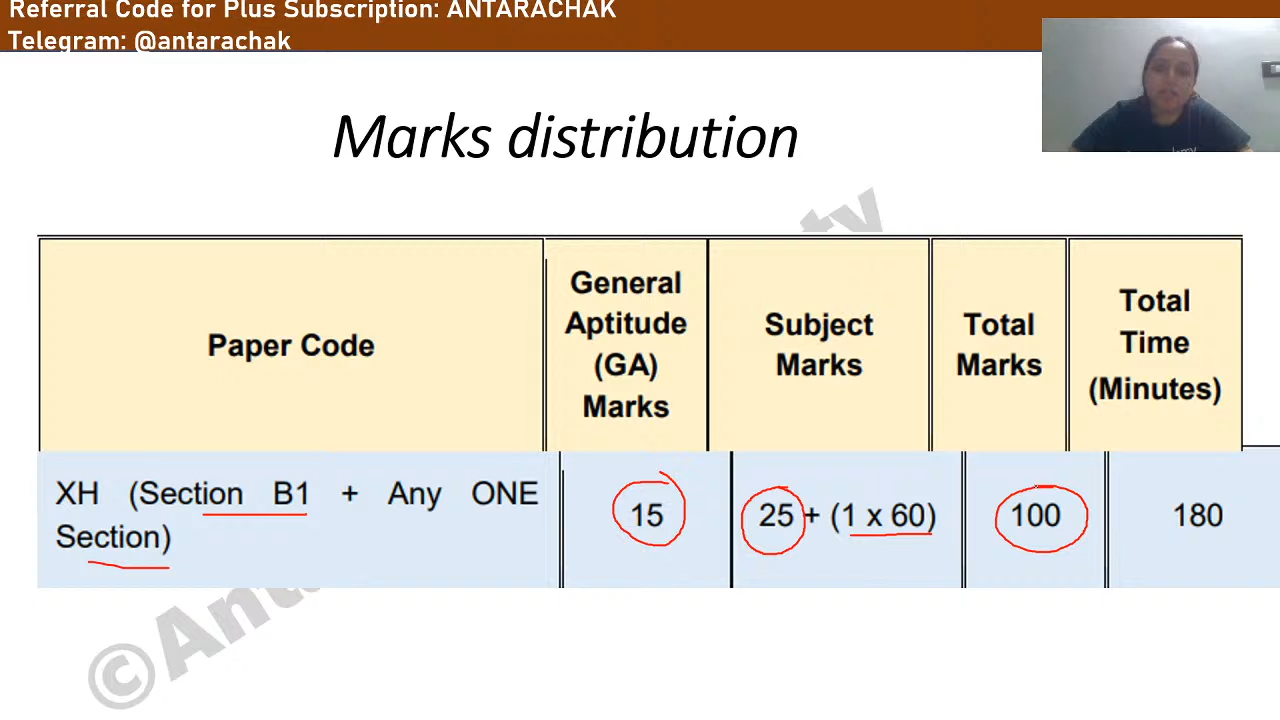 Referral Code for Plus Subscription: ANTARACHAK
Telegram: @antarachak
Marks distribution
Paper Code
General
Aptitude
(GA)
Marks
Subject
Marks
Total
Marks
Total
Time
(Minutes)
XH (Section B1 + Any ONE
Section)
15
25 + (1 x 60)
100
180